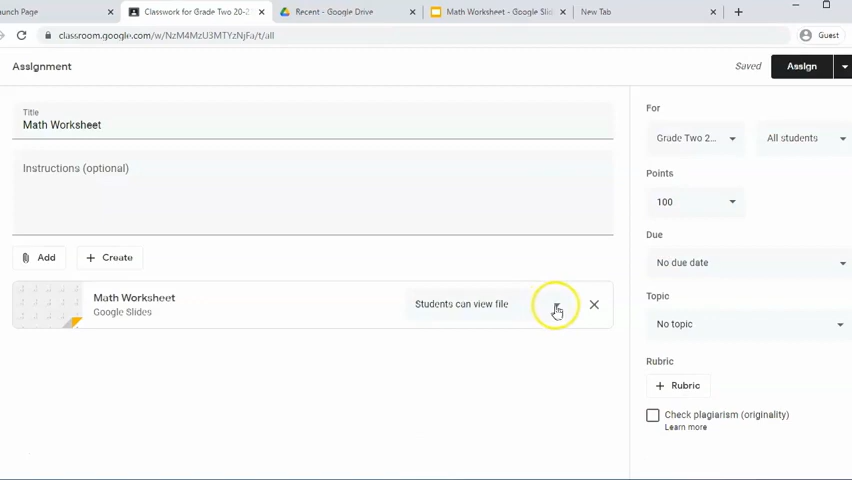 unch Page
Classwork for Grade Two 20-2
Recent - Google Drive
Math Worksheet - Google Slid
New Tab
classroom.google.com/w/NzM4MzU3MTYzNjFa/t/all
Guest
Assignment
Saved
Assign
Title
Math Worksheet
Instructions (optional)
Add
Create
Math Worksheet
Google Slides
Students can view file
For
Grade Two 2...
All students
Points
100
Due
No due date
Topic
No topic
Rubric
+ Rubric
Check plagiarism (originality)
Learn more